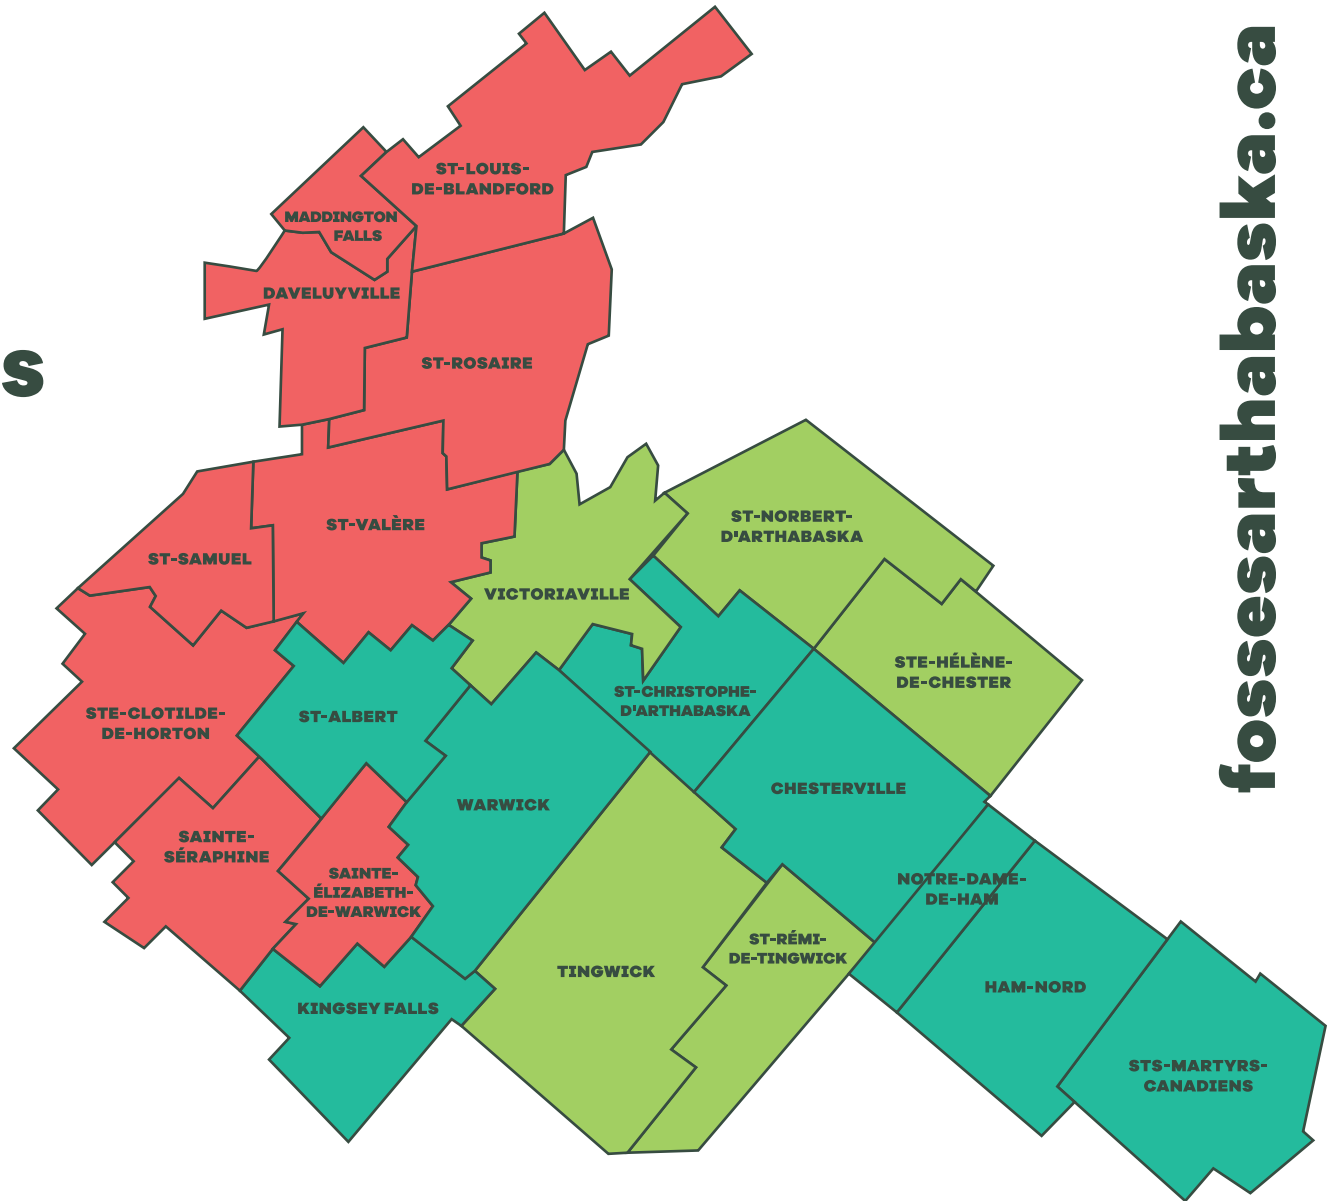 ST-LOUIS-
DE-BLANDFORD
MADDINGTON
FALLS
DAVELUYVILLE
ST-ROSAIRE
S
ST-VALÈRE
ST-SAMUEL
VICTORIAVILLE
ST-NORBERT-
D'ARTHABASKA
STE-HÉLÈNE-
DE-CHESTER
STE-CLOTILDE-
DE-HORTON
ST-ALBERT
ST-CHRISTOPHE-
D'ARTHABASKA
WARWICK
CHESTERVILLE
SAINTE-
SÉRAPHINE
SAINTE-
ÉLIZABETH-
DE-WARWICK
NOTRE-DAME-
DE-HAM
ST-RÉMI-
DE-TINGWICK
TINGWICK
KINGSEY FALLS
HAM-NORD
STS-MARTYRS-
CANADIENS
fossesarthabaska.ca